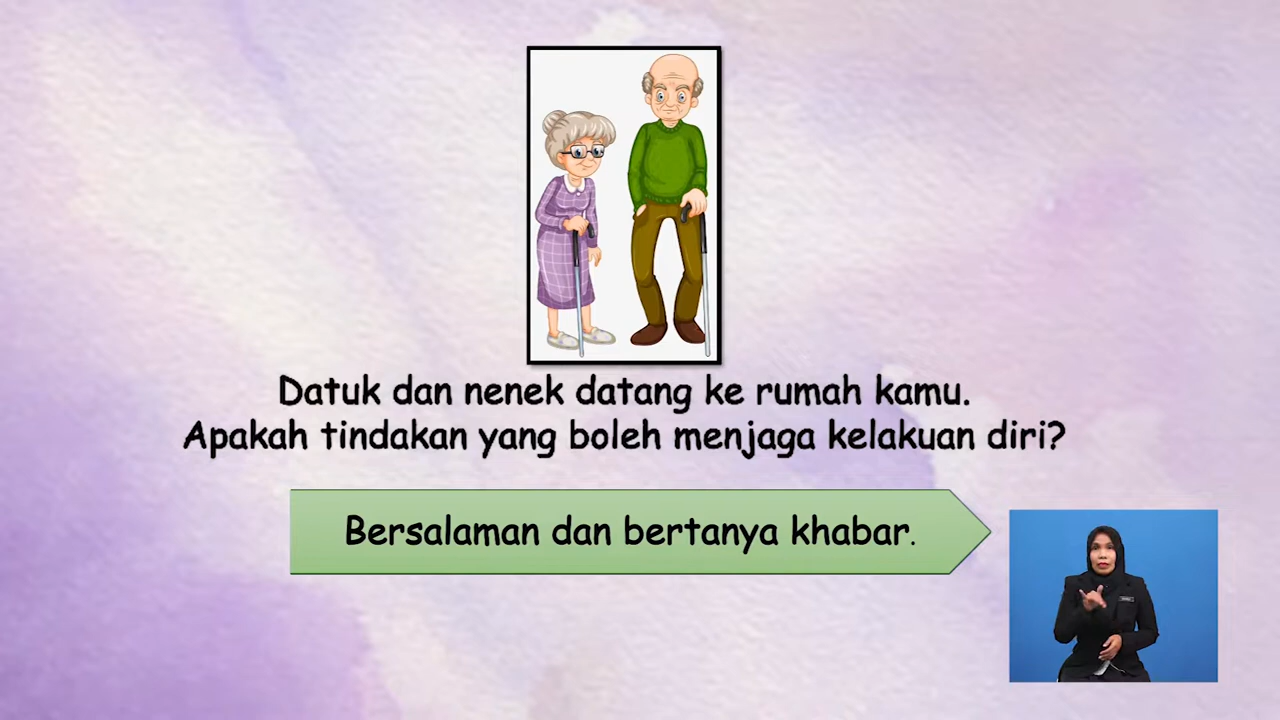 Datuk dan nenek datang ke rumah kamu.
Apakah tindakan yang boleh menjaga kelakuan diri?
Bersalaman dan bertanya khabar.